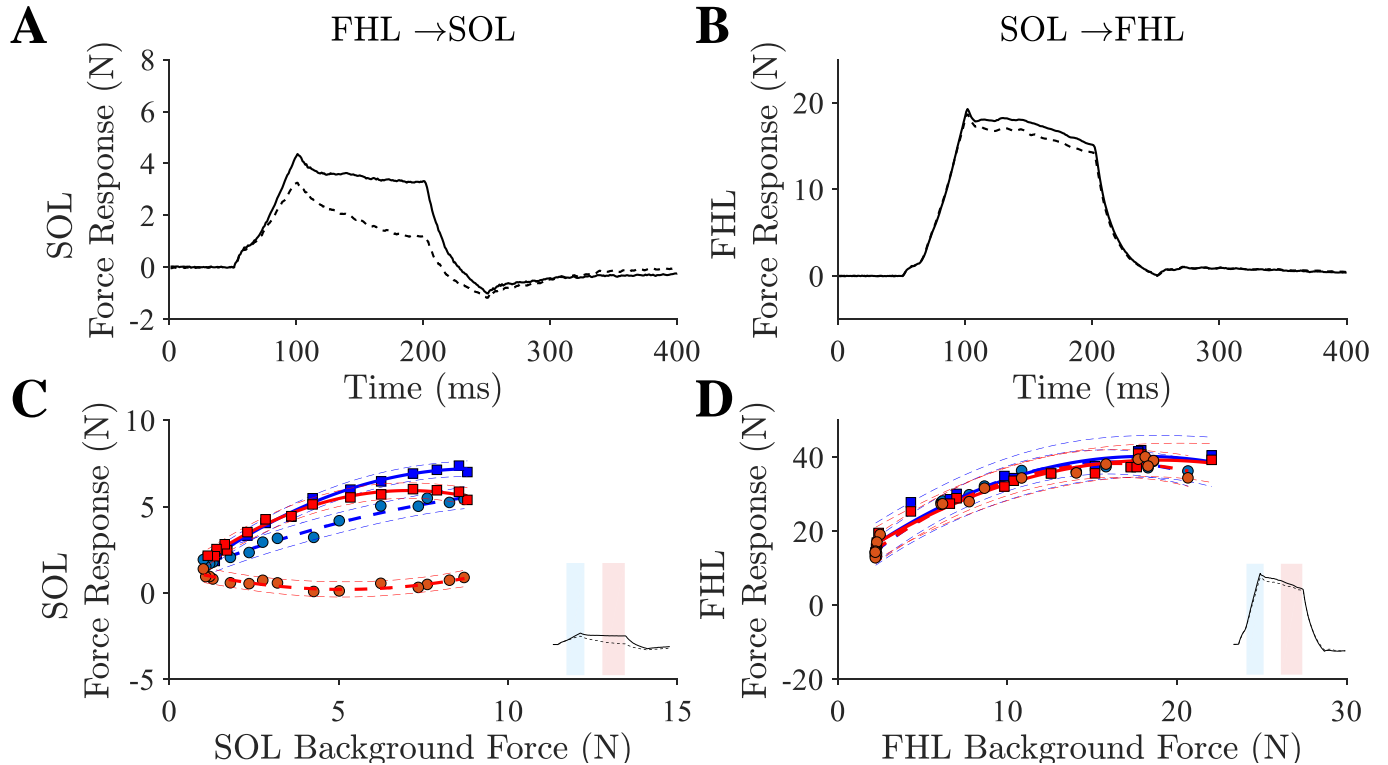 A
FHL →SOL
SOL
Force Response (N)
8
6
4
2
0
-2
0
100
200
300
400
Time (ms)
B
SOL →FHL
FHL
Force Response (N)
20
10
0
0
100
200
300
400
Time (ms)
C
SOL
Force Response (N)
10
5
0
-5
0
5
10
15
SOL Background Force (N)
D
FHL
Force Response (N)
40
20
0
-20
0
10
20
30
FHL Background Force (N)